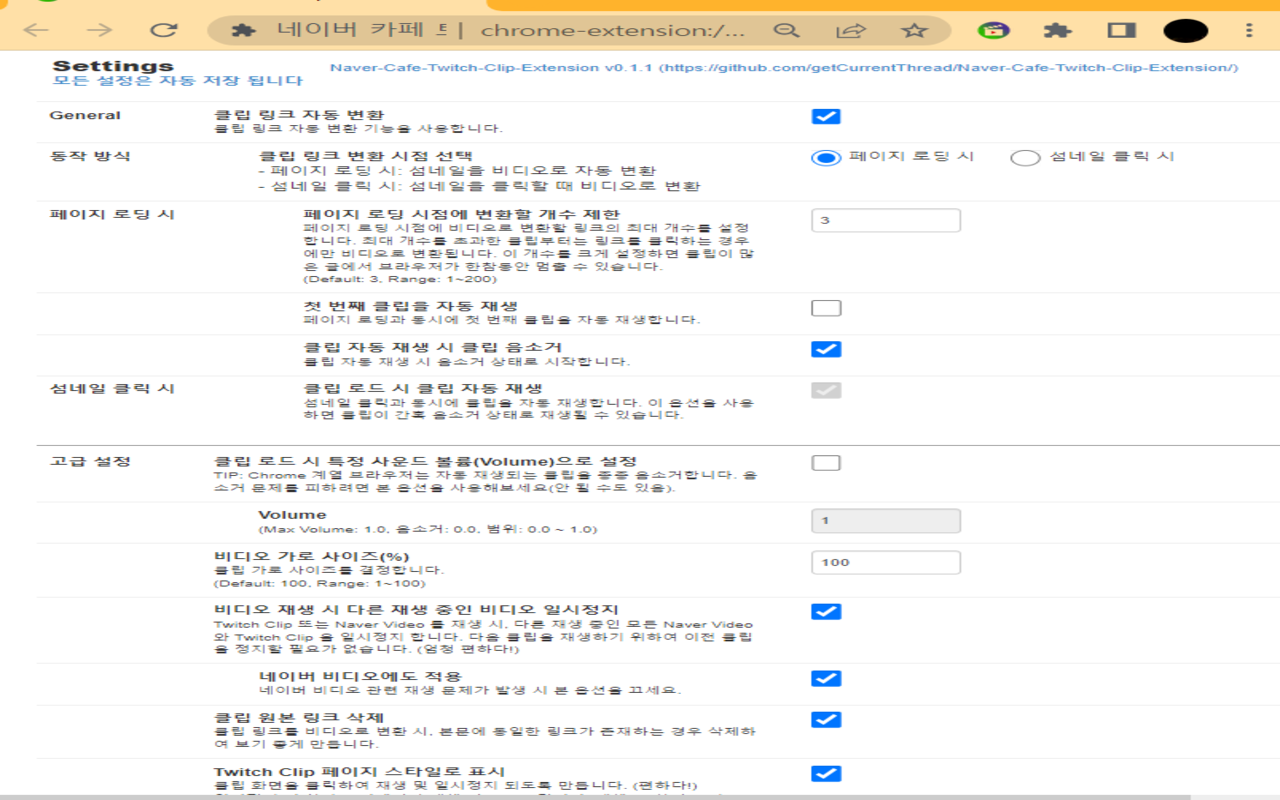 네이버 카페 트 | chrome-extension:/...
Settings
모든 설정은 자동 저장 됩니다
Naver-Cafe-Twitch-Clip-Extension v0.1.1 (https://github.com/getCurrentThread/Naver-Cafe-Twitch-Clip-Extension/)
General
클립 링크 자동 변환
클립 링크 자동 변환 기능을 사용합니다.
동작 방식
클립 링크 변환 시점 선택
- 페이지 로딩 시: 섬네일을 비디오로 자동 변환
- 섬네일 클릭 시: 섬네일을 클릭할 때 비디오로 변환
페이지 로딩 시 섬네일 클릭 시
페이지 로딩 시
페이지 로딩 시점에 변환할 개수 제한
페이지 로딩 시점에 비디오로 변환할 링크의 최대 개수를 설정
합니다. 최대 개수를 초과한 클립부터는 링크를 클릭하는 경우
에만 비디오로 변환됩니다. 이 개수를 크게 설정하면 클립이 많
은 글에서 브라우저가 한참동안 멈출 수 있습니다.
(Default: 3, Range: 1~200)
3
첫 번째 클립을 자동 재생
페이지 로딩과 동시에 첫 번째 클립을 자동 재생합니다.
클립 자동 재생 시 클립 음소거
클립 자동 재생 시 음소거 상태로 시작합니다.
섬네일 클릭 시
클립 로드 시 클립 자동 재생
섬네일 클릭과 동시에 클립을 자동 재생합니다. 이 옵션을 사용
하면 클립이 간혹 음소거 상태로 재생될 수 있습니다.
고급 설정
클립 로드 시 특정 사운드 볼륨(Volume)으로 설정
TIP: Chrome 계열 브라우저는 자동 재생되는 클립을 종종 음소거합니다. 음
소거 문제를 피하려면 본 옵션을 사용해보세요(안 될 수도 있음).
Volume
(Max Volume: 1.0, 음소거: 0.0, 범위: 0.0 ~ 1.0)
1
비디오 가로 사이즈(%)
클립 가로 사이즈를 결정합니다.
(Default: 100, Range: 1~100)
100
비디오 재생 시 다른 재생 중인 비디오 일시정지
Twitch Clip 또는 Naver Video 를 재생 시, 다른 재생 중인 모든 Naver Video
와 Twitch Clip 을 일시정지 합니다. 다음 클립을 재생하기 위하여 이전 클립
을 정지할 필요가 없습니다. (엄청 편하다!)
네이버 비디오에도 적용
네이버 비디오 관련 재생 문제가 발생 시 본 옵션을 끄세요.
클립 원본 링크 삭제
클립 링크를 비디오로 변환 시, 본문에 동일한 링크가 존재하는 경우 삭제하
여 보기 좋게 만듭니다.
Twitch Clip 페이지 스타일로 표시
클립 화면을 클릭하여 재생 및 일시정지 되도록 만듭니다. (편하다!)